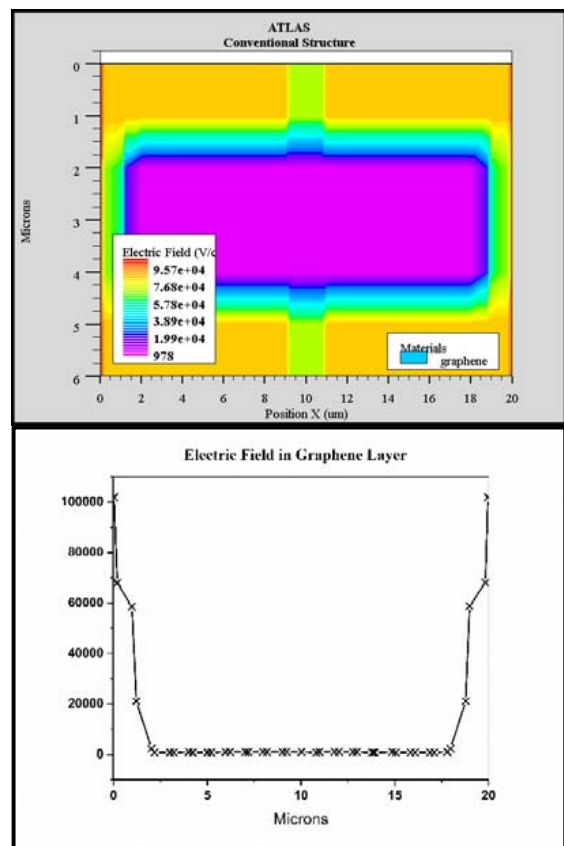 ATLAS
Conventional Structure
0
1
2
3
4
5
6
Microns
Electric Field (V/c
9.57e+04
7.68e+04
5.78e+04
3.89e+04
1.99e+04
978
Materials
graphene
0 2 4 6 8 10 12 14 16 18 20
Position X (um)
Electric Field in Graphene Layer
100000
80000
60000
40000
20000
0
0 5 10 15 20
Microns